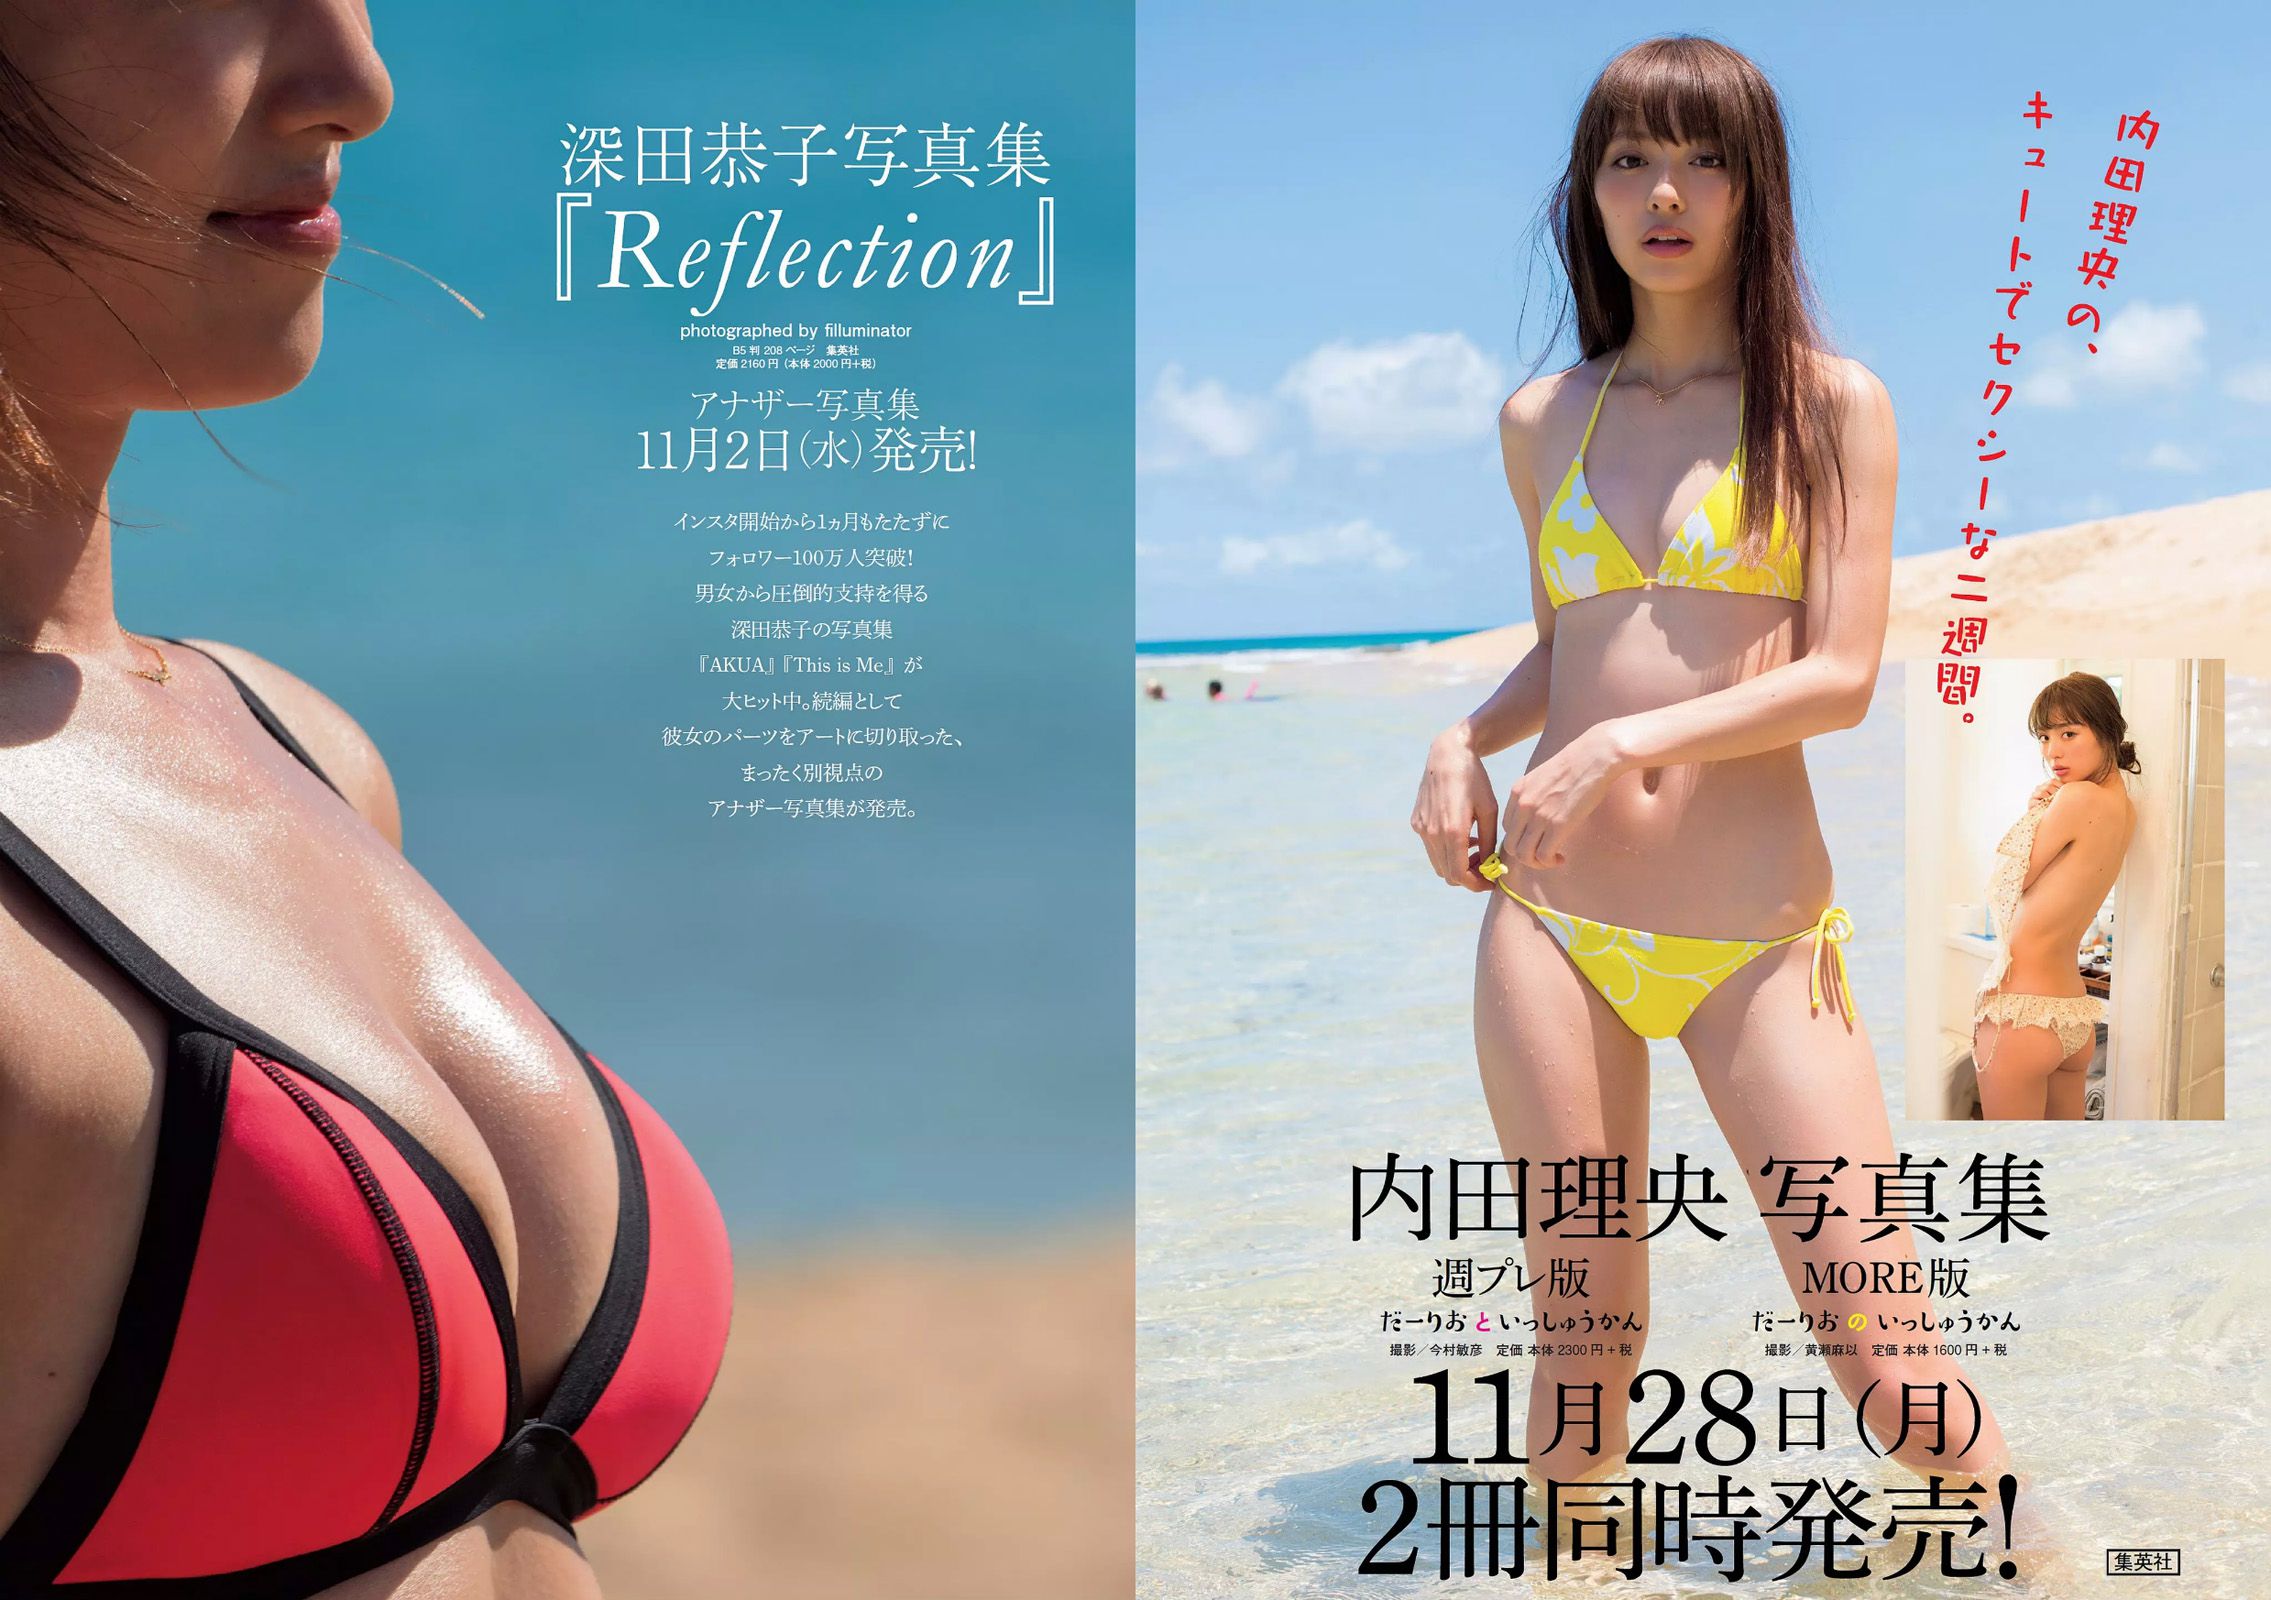 深田恭子写真集
『Reflection』
photographed by filluminator
B5判 208ページ 集英社
定価2160円(本体2000円+税)
アナザー写真集
11月2日(水)発売!
インスタ開始から1ヵ月もたたずに
フォロワー100万人突破!
男女から圧倒的支持を得る
深田恭子の写真集
『AKUA』『This is Me』が
大ヒット中。続編として
彼女のパーツをアートに切り取った、
まったく別視点の
アナザー写真集が発売。
内田理央の、
キュートでセクシーな二週間。
内田理央 写真集
週プレ版
だーりおといっしゅうかん
撮影/今村敏彦 定価 本体2300円+税
MORE版
だーりおのいっしゅうかん
撮影/黄瀬麻以 定価 本体1600円+税
11月28日(月)
2冊同時発売!
集英社